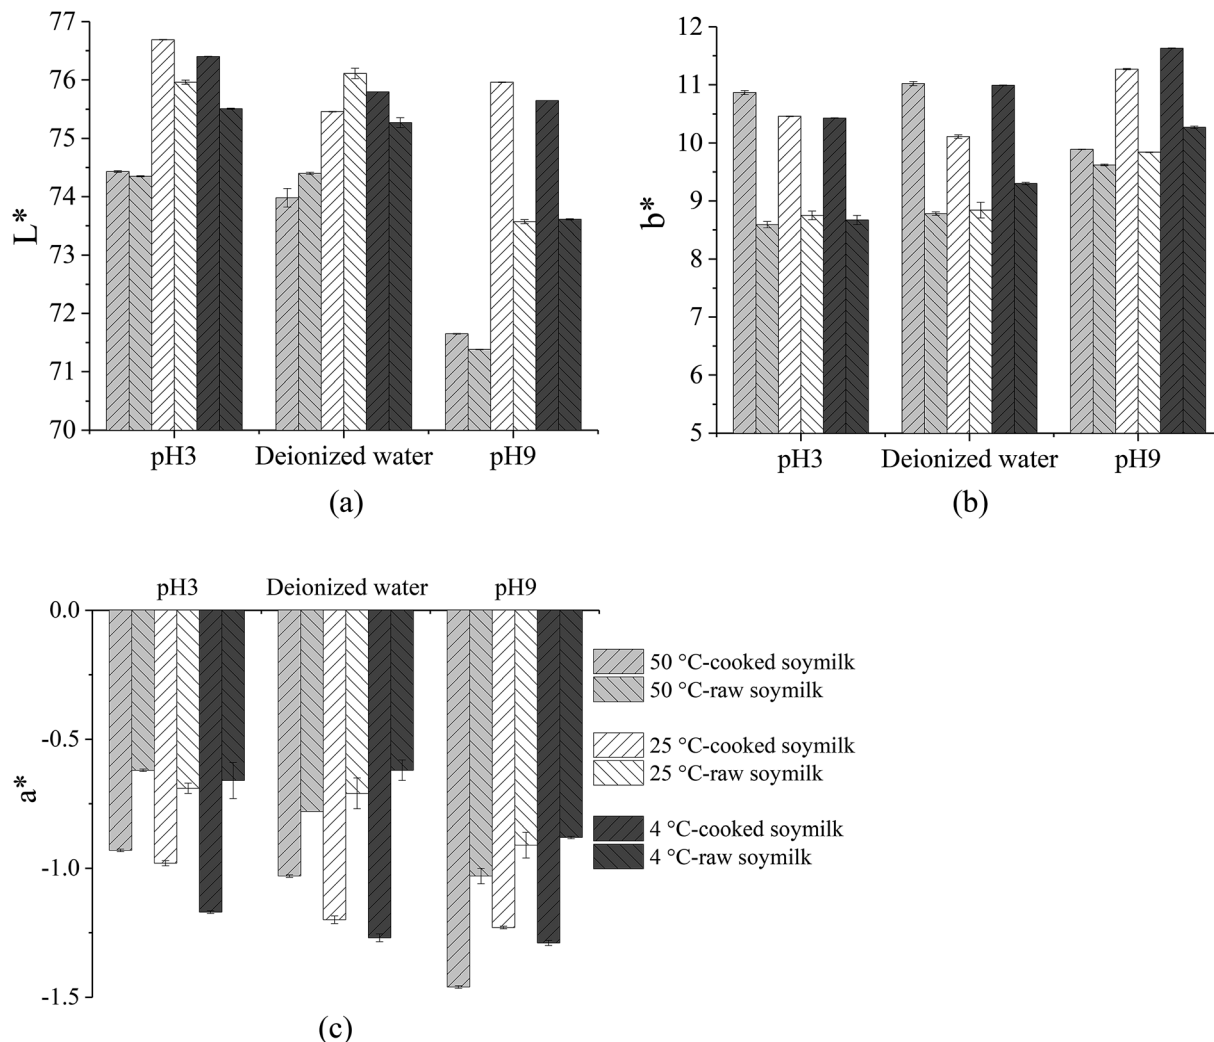 77
76
75
74
73
72
71
70
L*
pH3 Deionized water pH9
(a)
12
11
10
9
8
7
6
5
b*
pH3 Deionized water pH9
(b)
pH3 Deionized water pH9
0.0
-0.5
-1.0
-1.5
a*
50 °C-cooked soymilk
50 °C-raw soymilk
25 °C-cooked soymilk
25 °C-raw soymilk
4 °C-cooked soymilk
4 °C-raw soymilk
(c)